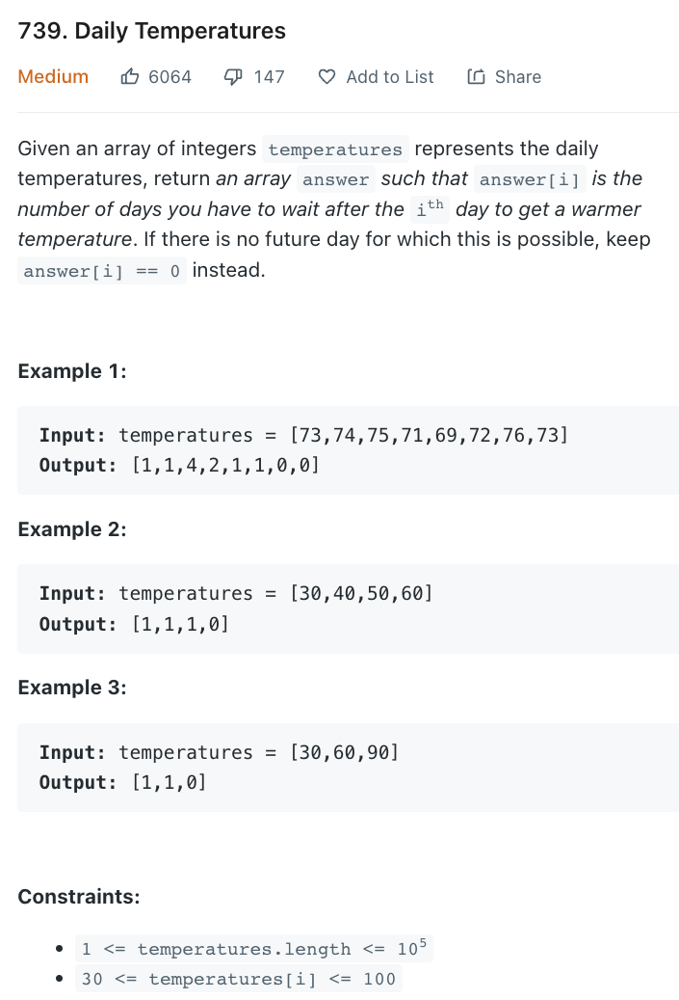 739. Daily Temperatures
Medium 6064 147 Add to List Share
Given an array of integers temperatures represents the daily
temperatures, return an array answer such that answer[i] is the
number of days you have to wait after the ith day to get a warmer
temperature. If there is no future day for which this is possible, keep
answer[i] == 0 instead.
Example 1:
Input: temperatures = [73,74,75,71,69,72,76,73]
Output: [1,1,4,2,1,1,0,0]
Example 2:
Input: temperatures = [30,40,50,60]
Output: [1,1,1,0]
Example 3:
Input: temperatures = [30,60,90]
Output: [1,1,0]
Constraints:
• 1 <= temperatures.length <= 10⁵
• 30 <= temperatures[i] <= 100